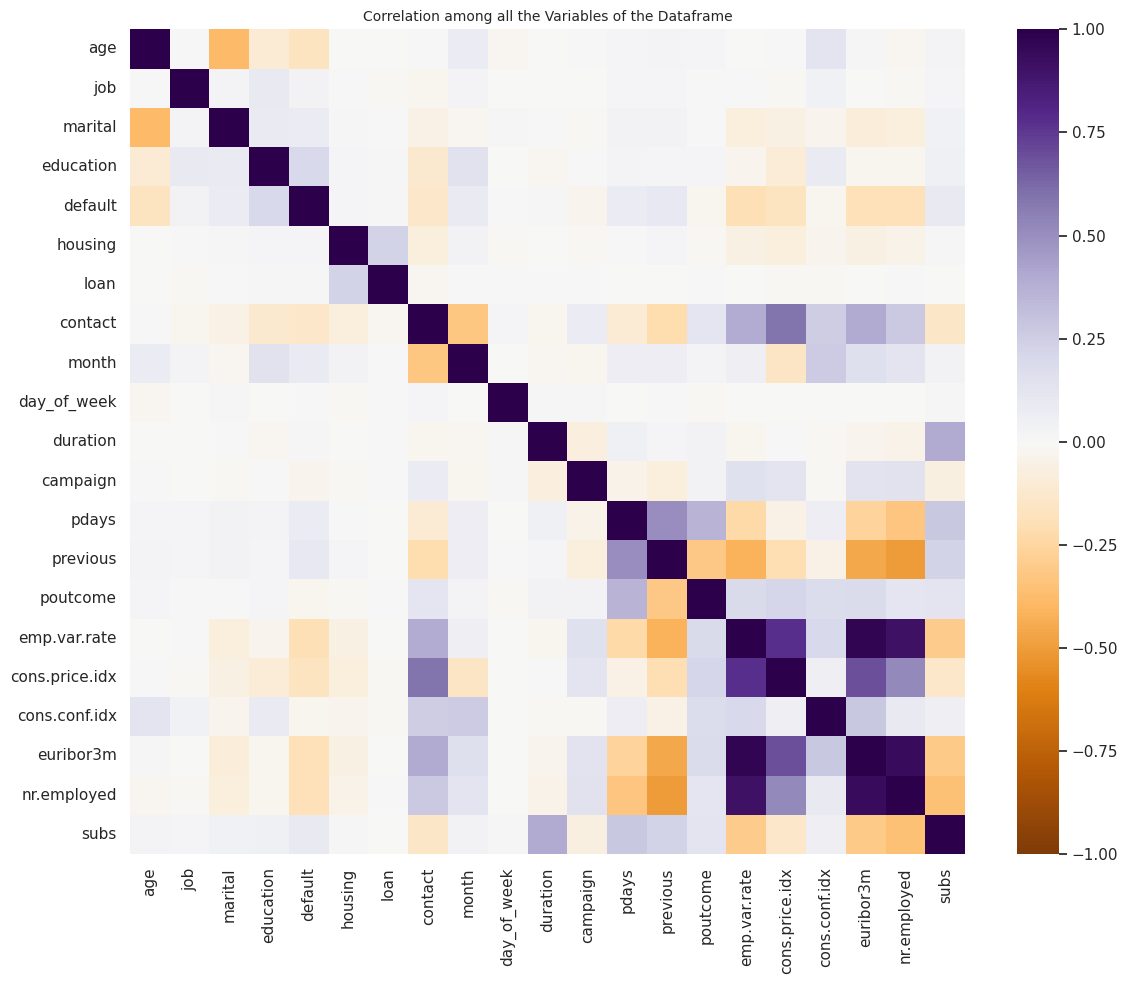 Correlation among all the Variables of the Dataframe
age
job
marital
education
default
housing
loan
contact
month
day_of_week
duration
campaign
pdays
previous
poutcome
emp.var.rate
cons.price.idx
cons.conf.idx
euribor3m
nr.employed
subs
age
job
marital
education
default
housing
loan
contact
month
day_of_week
duration
campaign
pdays
previous
poutcome
emp.var.rate
cons.price.idx
cons.conf.idx
euribor3m
nr.employed
subs
1.00
0.75
0.50
0.25
0.00
−0.25
−0.50
−0.75
−1.00